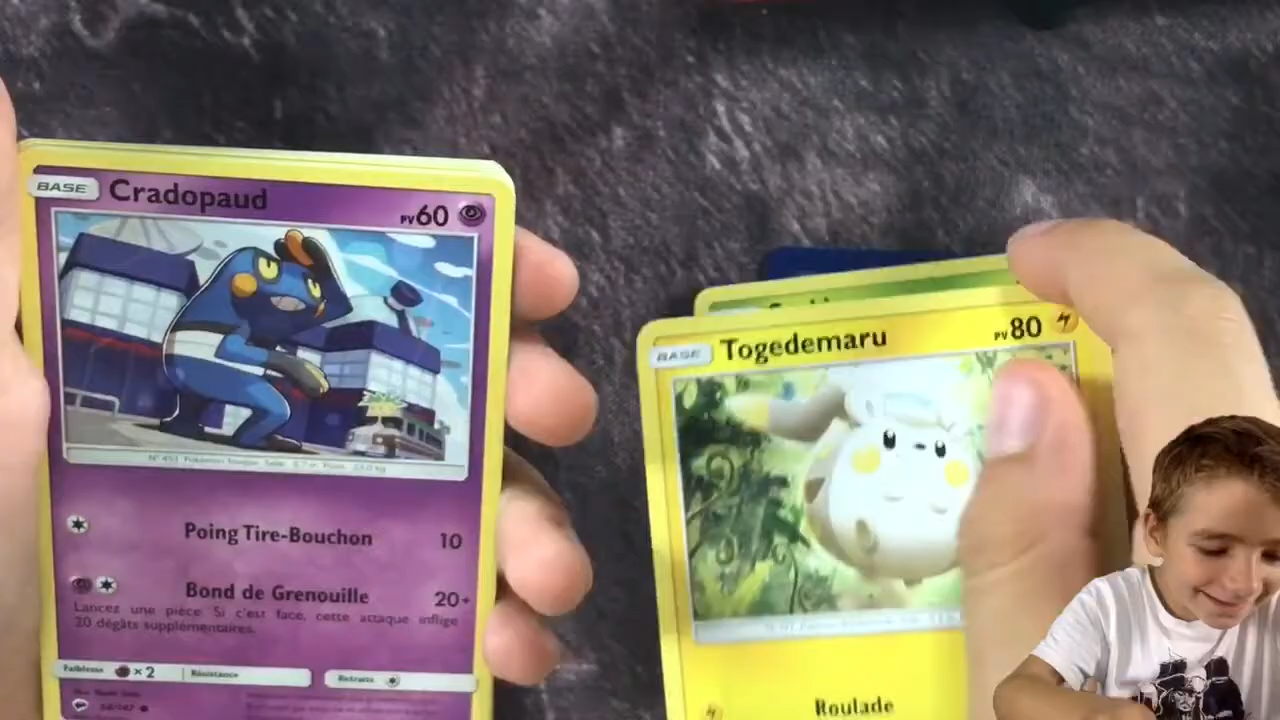 BASE Cradopaud PV60
Poing Tire-Bouchon 10
Bond de Grenouille 20+
Lancez une pièce. Si c'est face, cette attaque inflige
20 dégâts supplémentaires.
Faiblesse ×2 Résistance Retraite
BASE Togedemaru PV80
Roulade